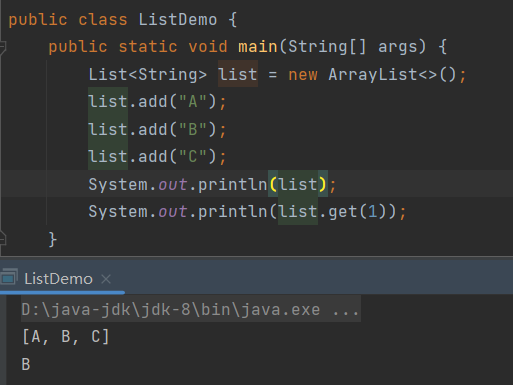 public class ListDemo {
    public static void main(String[] args) {
        List<String> list = new ArrayList<>();
        list.add("A");
        list.add("B");
        list.add("C");
        System.out.println(list);
        System.out.println(list.get(1));
    }
ListDemo ×
D:\java-jdk\jdk-8\bin\java.exe ...
[A, B, C]
B